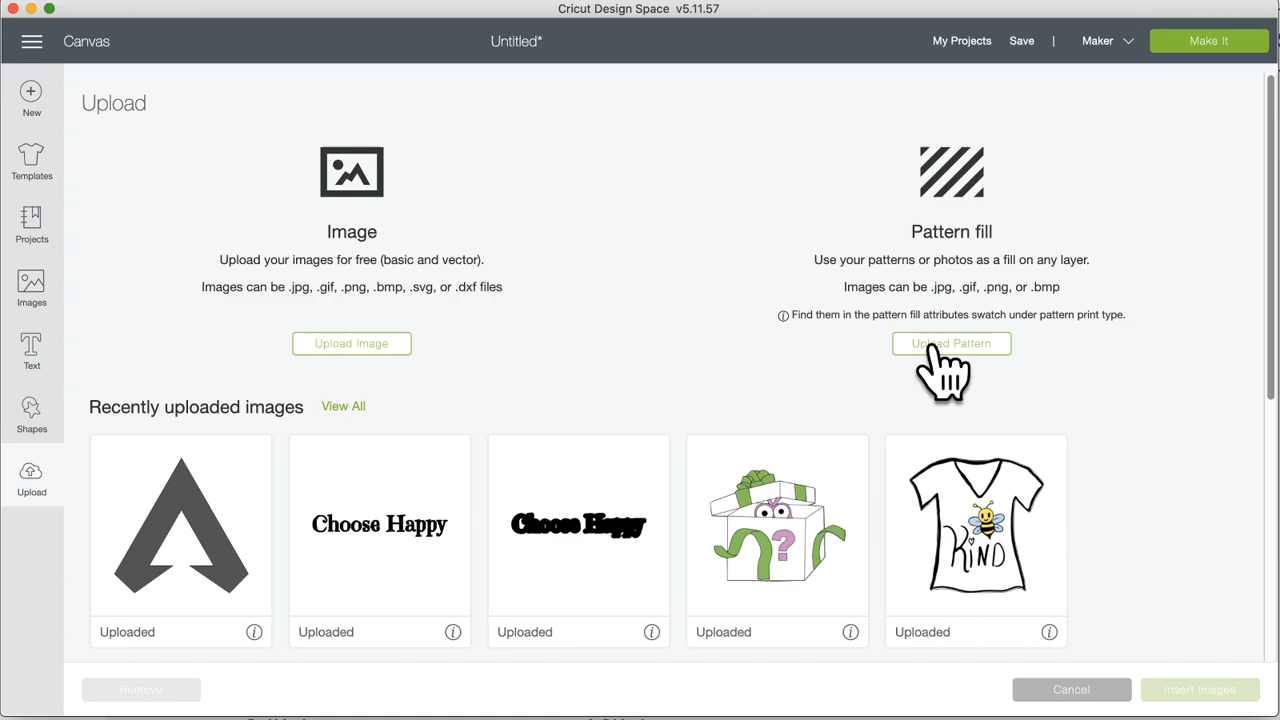 Cricut Design Space v5.11.57
Canvas
Untitled*
My Projects
Save
|
Maker
Make It
New
Templates
Projects
Images
Text
Shapes
Upload
Upload
Image
Upload your images for free (basic and vector).
Images can be .jpg, .gif, .png, .bmp, .svg, or .dxf files
Upload Image
Pattern fill
Use your patterns or photos as a fill on any layer.
Images can be .jpg, .gif, .png, or .bmp
Find them in the pattern fill attributes swatch under pattern print type.
Upload Pattern
Recently uploaded images
View All
Choose Happy
Choose Happy
?
KiND
Uploaded
Uploaded
Uploaded
Uploaded
Uploaded
Remove
Cancel
Insert Images